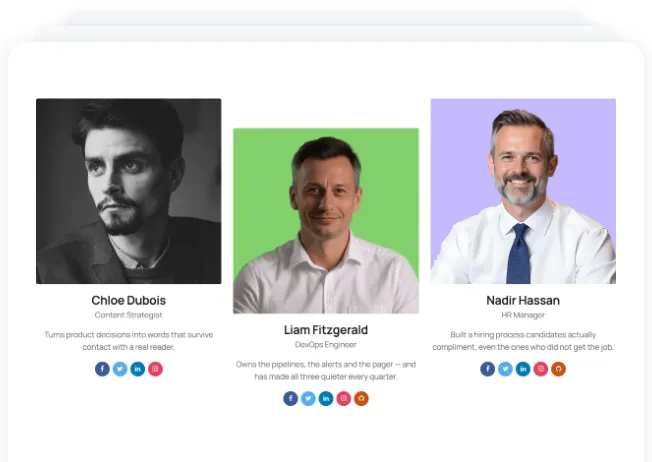 Chloe Dubois
Content Strategist
Turns product decisions into words that survive
contact with a real reader.
Liam Fitzgerald
DevOps Engineer
Owns the pipelines, the alerts and the pager — and
has made all three quieter every quarter.
Nadir Hassan
HR Manager
Built a hiring process candidates actually
compliment, even the ones who did not get the job.